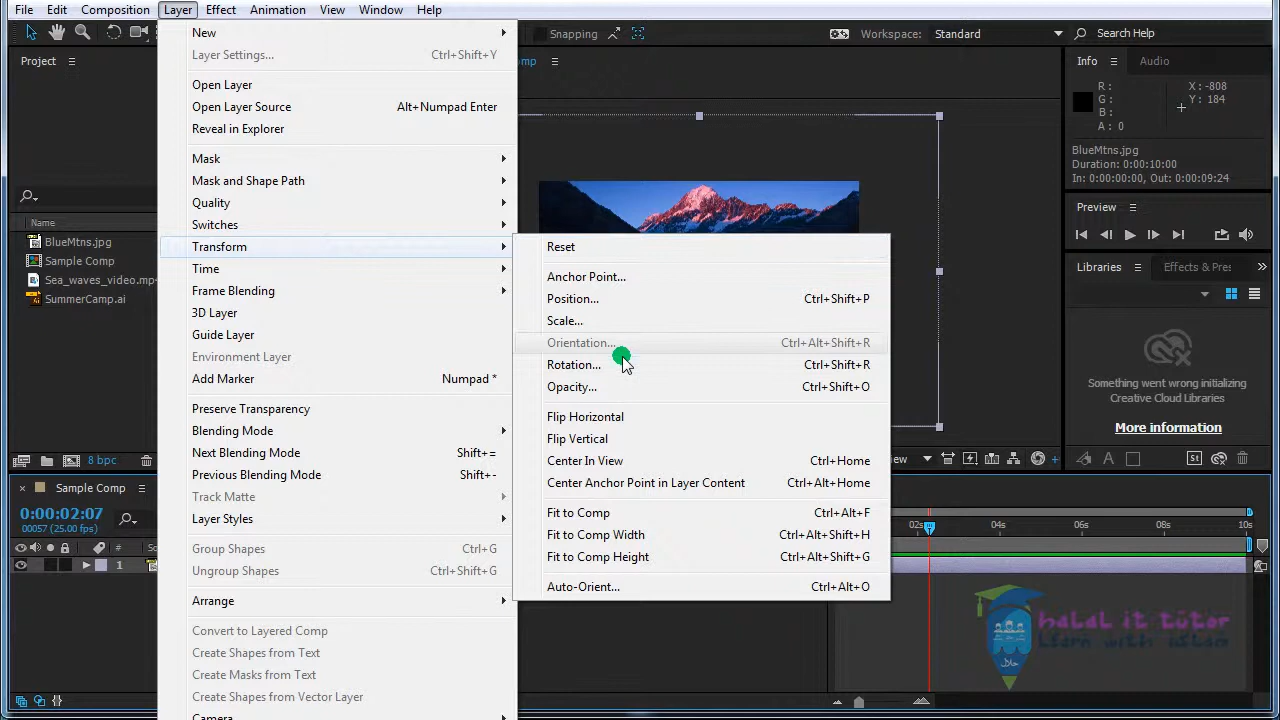 File Edit Composition Layer Effect Animation View Window Help
Snapping
Workspace: Standard
Search Help
Project
Name
BlueMtns.jpg
Sample Comp
Sea_waves_video.mp
SummerCamp.ai
8 bpc
New
Layer Settings... Ctrl+Shift+Y
Open Layer
Open Layer Source Alt+Numpad Enter
Reveal in Explorer
Mask
Mask and Shape Path
Quality
Switches
Transform
Time
Frame Blending
3D Layer
Guide Layer
Environment Layer
Add Marker Numpad *
Preserve Transparency
Blending Mode
Next Blending Mode Shift+=
Previous Blending Mode Shift+-
Track Matte
Layer Styles
Group Shapes Ctrl+G
Ungroup Shapes Ctrl+Shift+G
Arrange
Convert to Layered Comp
Create Shapes from Text
Create Masks from Text
Create Shapes from Vector Layer
Camera
Reset
Anchor Point...
Position... Ctrl+Shift+P
Scale...
Orientation... Ctrl+Alt+Shift+R
Rotation... Ctrl+Shift+R
Opacity... Ctrl+Shift+O
Flip Horizontal
Flip Vertical
Center In View Ctrl+Home
Center Anchor Point in Layer Content Ctrl+Alt+Home
Fit to Comp Ctrl+Alt+F
Fit to Comp Width Ctrl+Alt+Shift+H
Fit to Comp Height Ctrl+Alt+Shift+G
Auto-Orient... Ctrl+Alt+O
Info Audio
R : X : -808
G : Y : 184
B :
A : 0
BlueMtns.jpg
Duration: 0:00:10:00
In: 0:00:00:00, Out: 0:00:09:24
Preview
Libraries Effects & Pres
Something went wrong initializing
Creative Cloud Libraries
More information
St
Sample Comp
0:00:02:07
00057 (25.00 fps)
#
1
02s 04s 06s 08s 10s
halal it tutor
Learn with islam
حلال